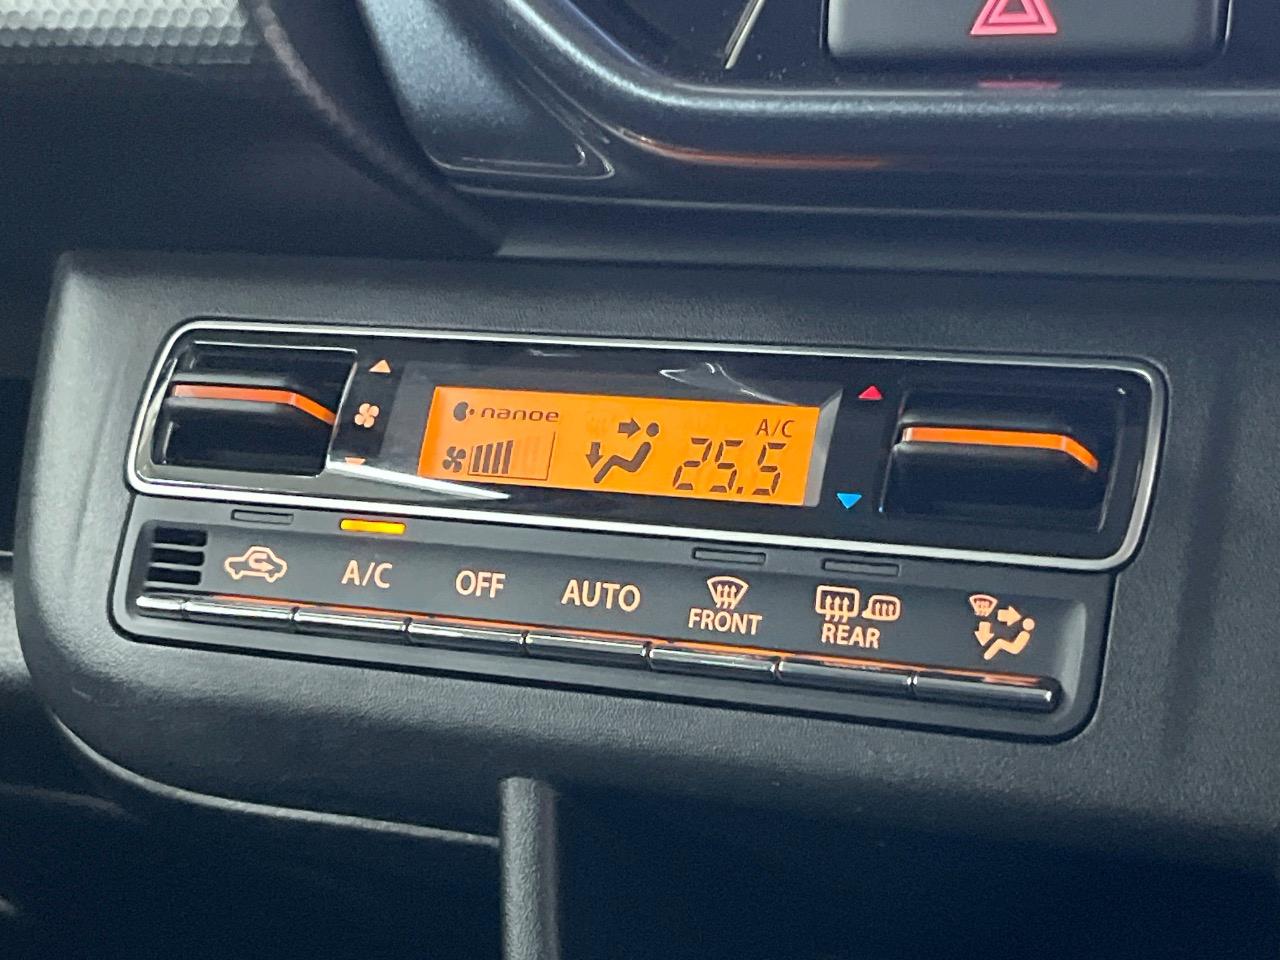 nanoe
A/C
25.5
A/C
OFF
AUTO
FRONT
REAR